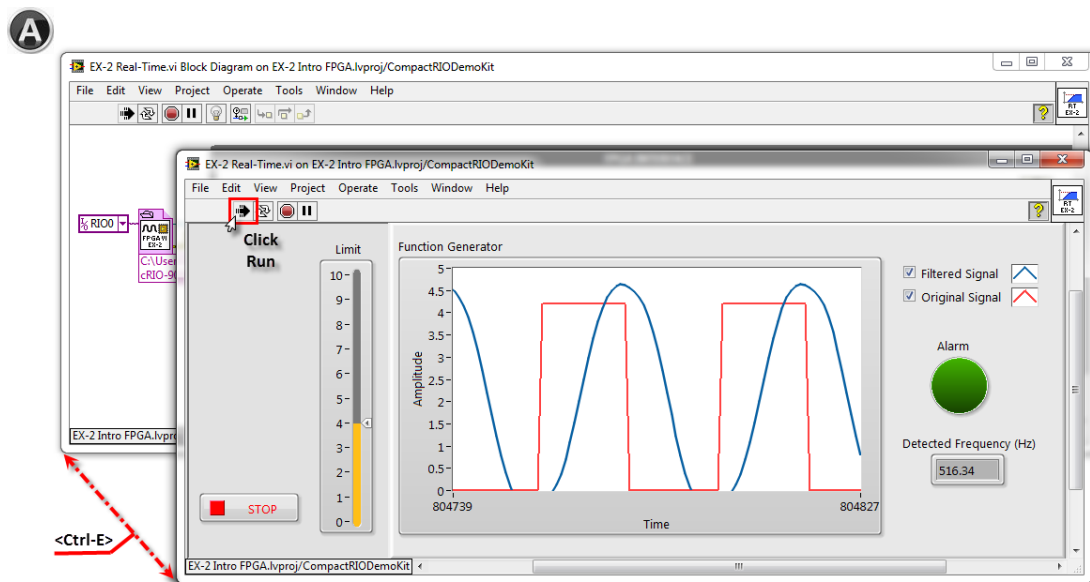 A
EX-2 Real-Time.vi Block Diagram on EX-2 Intro FPGA.lvproj/CompactRIODemoKit
File Edit View Project Operate Tools Window Help
?
RT
EX-2
EX-2 Real-Time.vi on EX-2 Intro FPGA.lvproj/CompactRIODemoKit
File Edit View Project Operate Tools Window Help
?
RT
EX-2
I/O RIO0
FPGA VI
EX-2
C:\User
cRIO-90
Click
Run
Limit
10
9
8
7
6
5
4
3
2
1
0
STOP
Function Generator
Amplitude
5
4.5
4
3.5
3
2.5
2
1.5
1
0.5
0
804739
804827
Time
Filtered Signal
Original Signal
Alarm
Detected Frequency (Hz)
516.34
EX-2 Intro FPGA.lvpro
<Ctrl-E>
EX-2 Intro FPGA.lvproj/CompactRIODemoKit